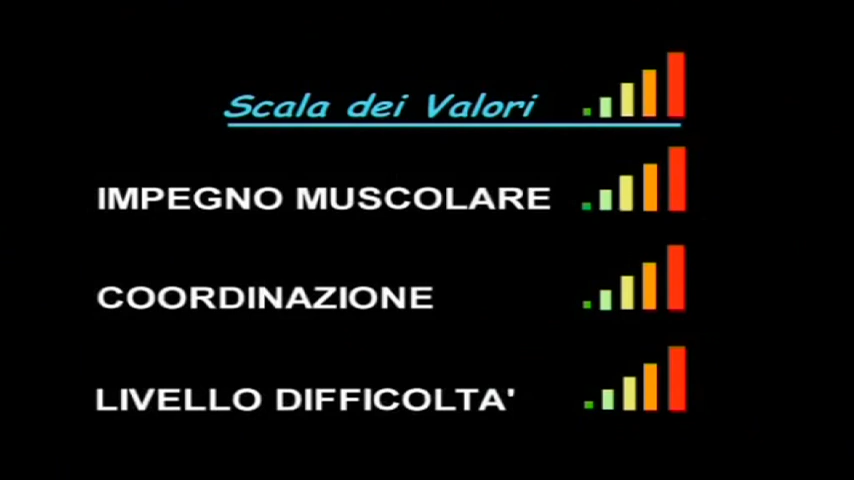 Scala dei Valori
IMPEGNO MUSCOLARE
COORDINAZIONE
LIVELLO DIFFICOLTA'